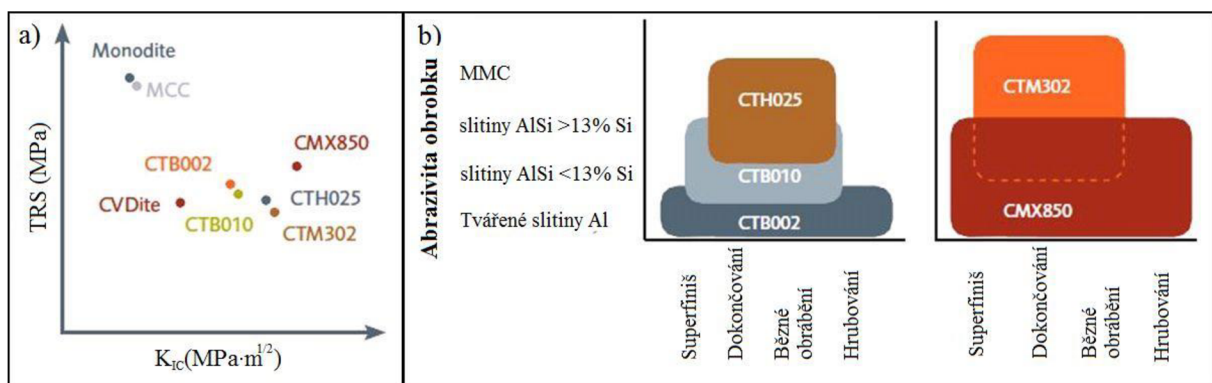 a)
Monodite
MCC
CMX850
CTB002
CVDite
CTH025
CTB010
CTM302
TRS (MPa)
K_IC(MPa·m^1/2)
b)
Abrazivita obrobku
MMC
slitiny AlSi >13% Si
slitiny AlSi <13% Si
Tvářené slitiny Al
CTH025
CTB010
CTB002
Superfiniš
Dokončování
Bězné
obrábění
Hrubování
CTM302
CMX850
Superfiniš
Dokončování
Bězné
obrábění
Hrubování